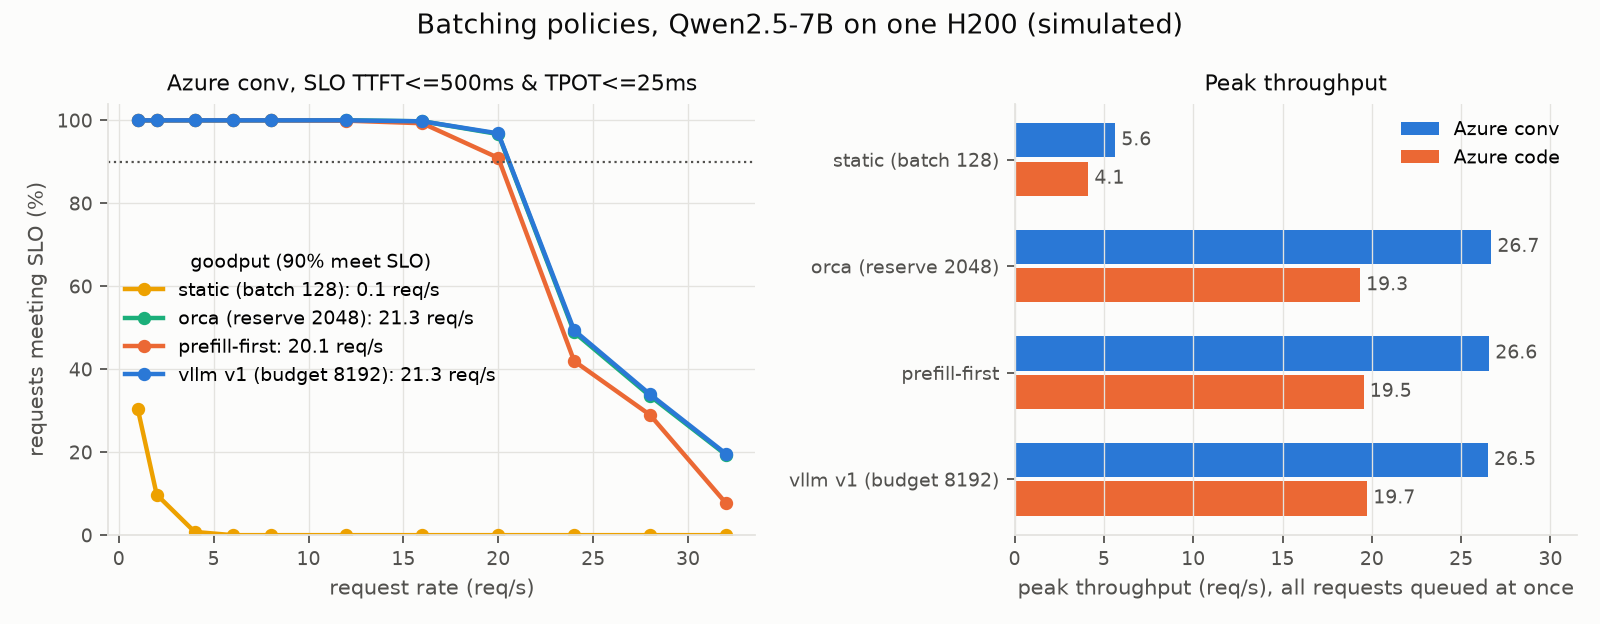 Batching policies, Qwen2.5-7B on one H200 (simulated)
Azure conv, SLO TTFT<=500ms & TPOT<=25ms
requests meeting SLO (%)
100
80
60
40
20
0
goodput (90% meet SLO)
static (batch 128): 0.1 req/s
orca (reserve 2048): 21.3 req/s
prefill-first: 20.1 req/s
vllm v1 (budget 8192): 21.3 req/s
0 5 10 15 20 25 30
request rate (req/s)
Peak throughput
Azure conv
Azure code
static (batch 128)
5.6
4.1
orca (reserve 2048)
26.7
19.3
prefill-first
26.6
19.5
vllm v1 (budget 8192)
26.5
19.7
0 5 10 15 20 25 30
peak throughput (req/s), all requests queued at once